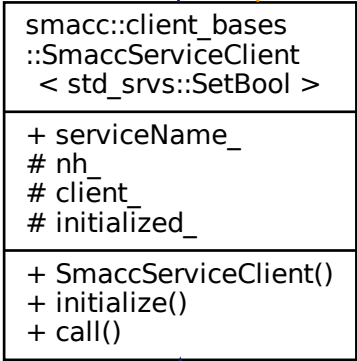 smacc::client_bases
::SmaccServiceClient
< std_srvs::SetBool >
+ serviceName_
# nh_
# client_
# initialized_
+ SmaccServiceClient()
+ initialize()
+ call()